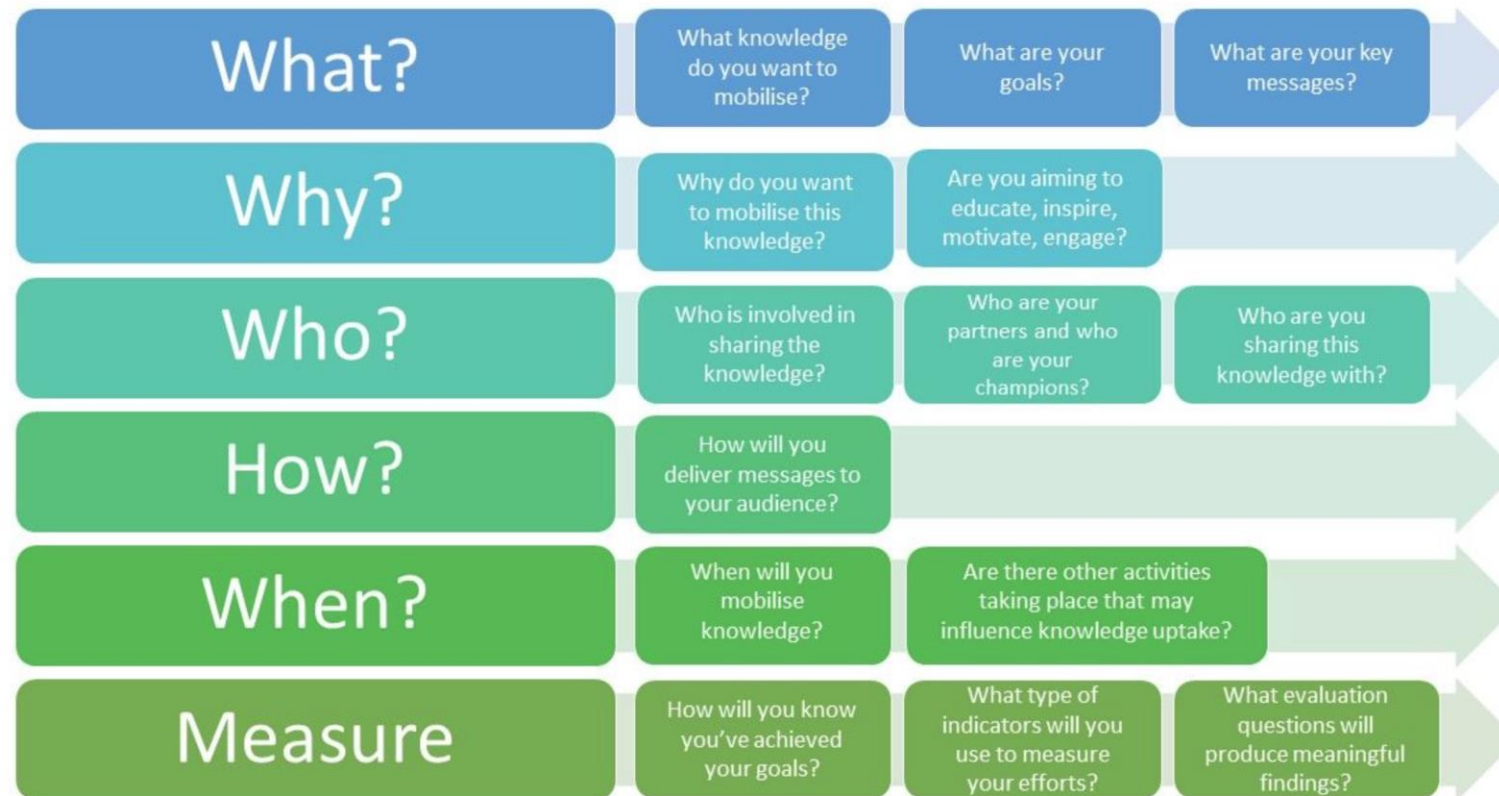 What?
What knowledge
do you want to
mobilise?
What are your
goals?
What are your key
messages?
Why?
Why do you want
to mobilise this
knowledge?
Are you aiming to
educate, inspire,
motivate, engage?
Who?
Who is involved in
sharing the
knowledge?
Who are your
partners and who
are your
champions?
Who are you
sharing this
knowledge with?
How?
How will you
deliver messages to
your audience?
When?
When will you
mobilise
knowledge?
Are there other activities
taking place that may
influence knowledge uptake?
Measure
How will you know
you've achieved
your goals?
What type of
indicators will you
use to measure
your efforts?
What evaluation
questions will
produce meaningful
findings?